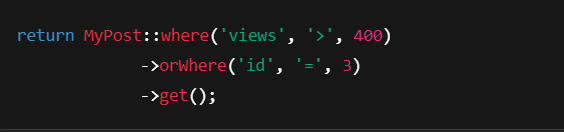 return MyPost::where('views', '>', 400)
->orWhere('id', '=', 3)
->get();